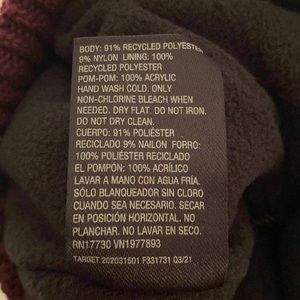 BODY: 91% RECYCLED POLYESTER
9% NYLON LINING: 100%
RECYCLED POLYESTER
POM-POM: 100% ACRYLIC
HAND WASH COLD. ONLY
NON-CHLORINE BLEACH WHEN
NEEDED. DRY FLAT. DO NOT IRON.
DO NOT DRY CLEAN.
CUERPO: 91% POLIÉSTER
RECICLADO 9% NAILON FORRO:
100% POLIÉSTER RECICLADO
EL POMPÓN: 100% ACRÍLICO
LAVAR A MANO CON AGUA FRÍA.
SÓLO BLANQUEADOR SIN CLORO
CUANDO SEA NECESARIO. SECAR
EN POSICIÓN HORIZONTAL. NO
PLANCHAR. NO LAVAR EN SECO.
RN17730 VN1977893
TARGET 202031501 F331731 03/21